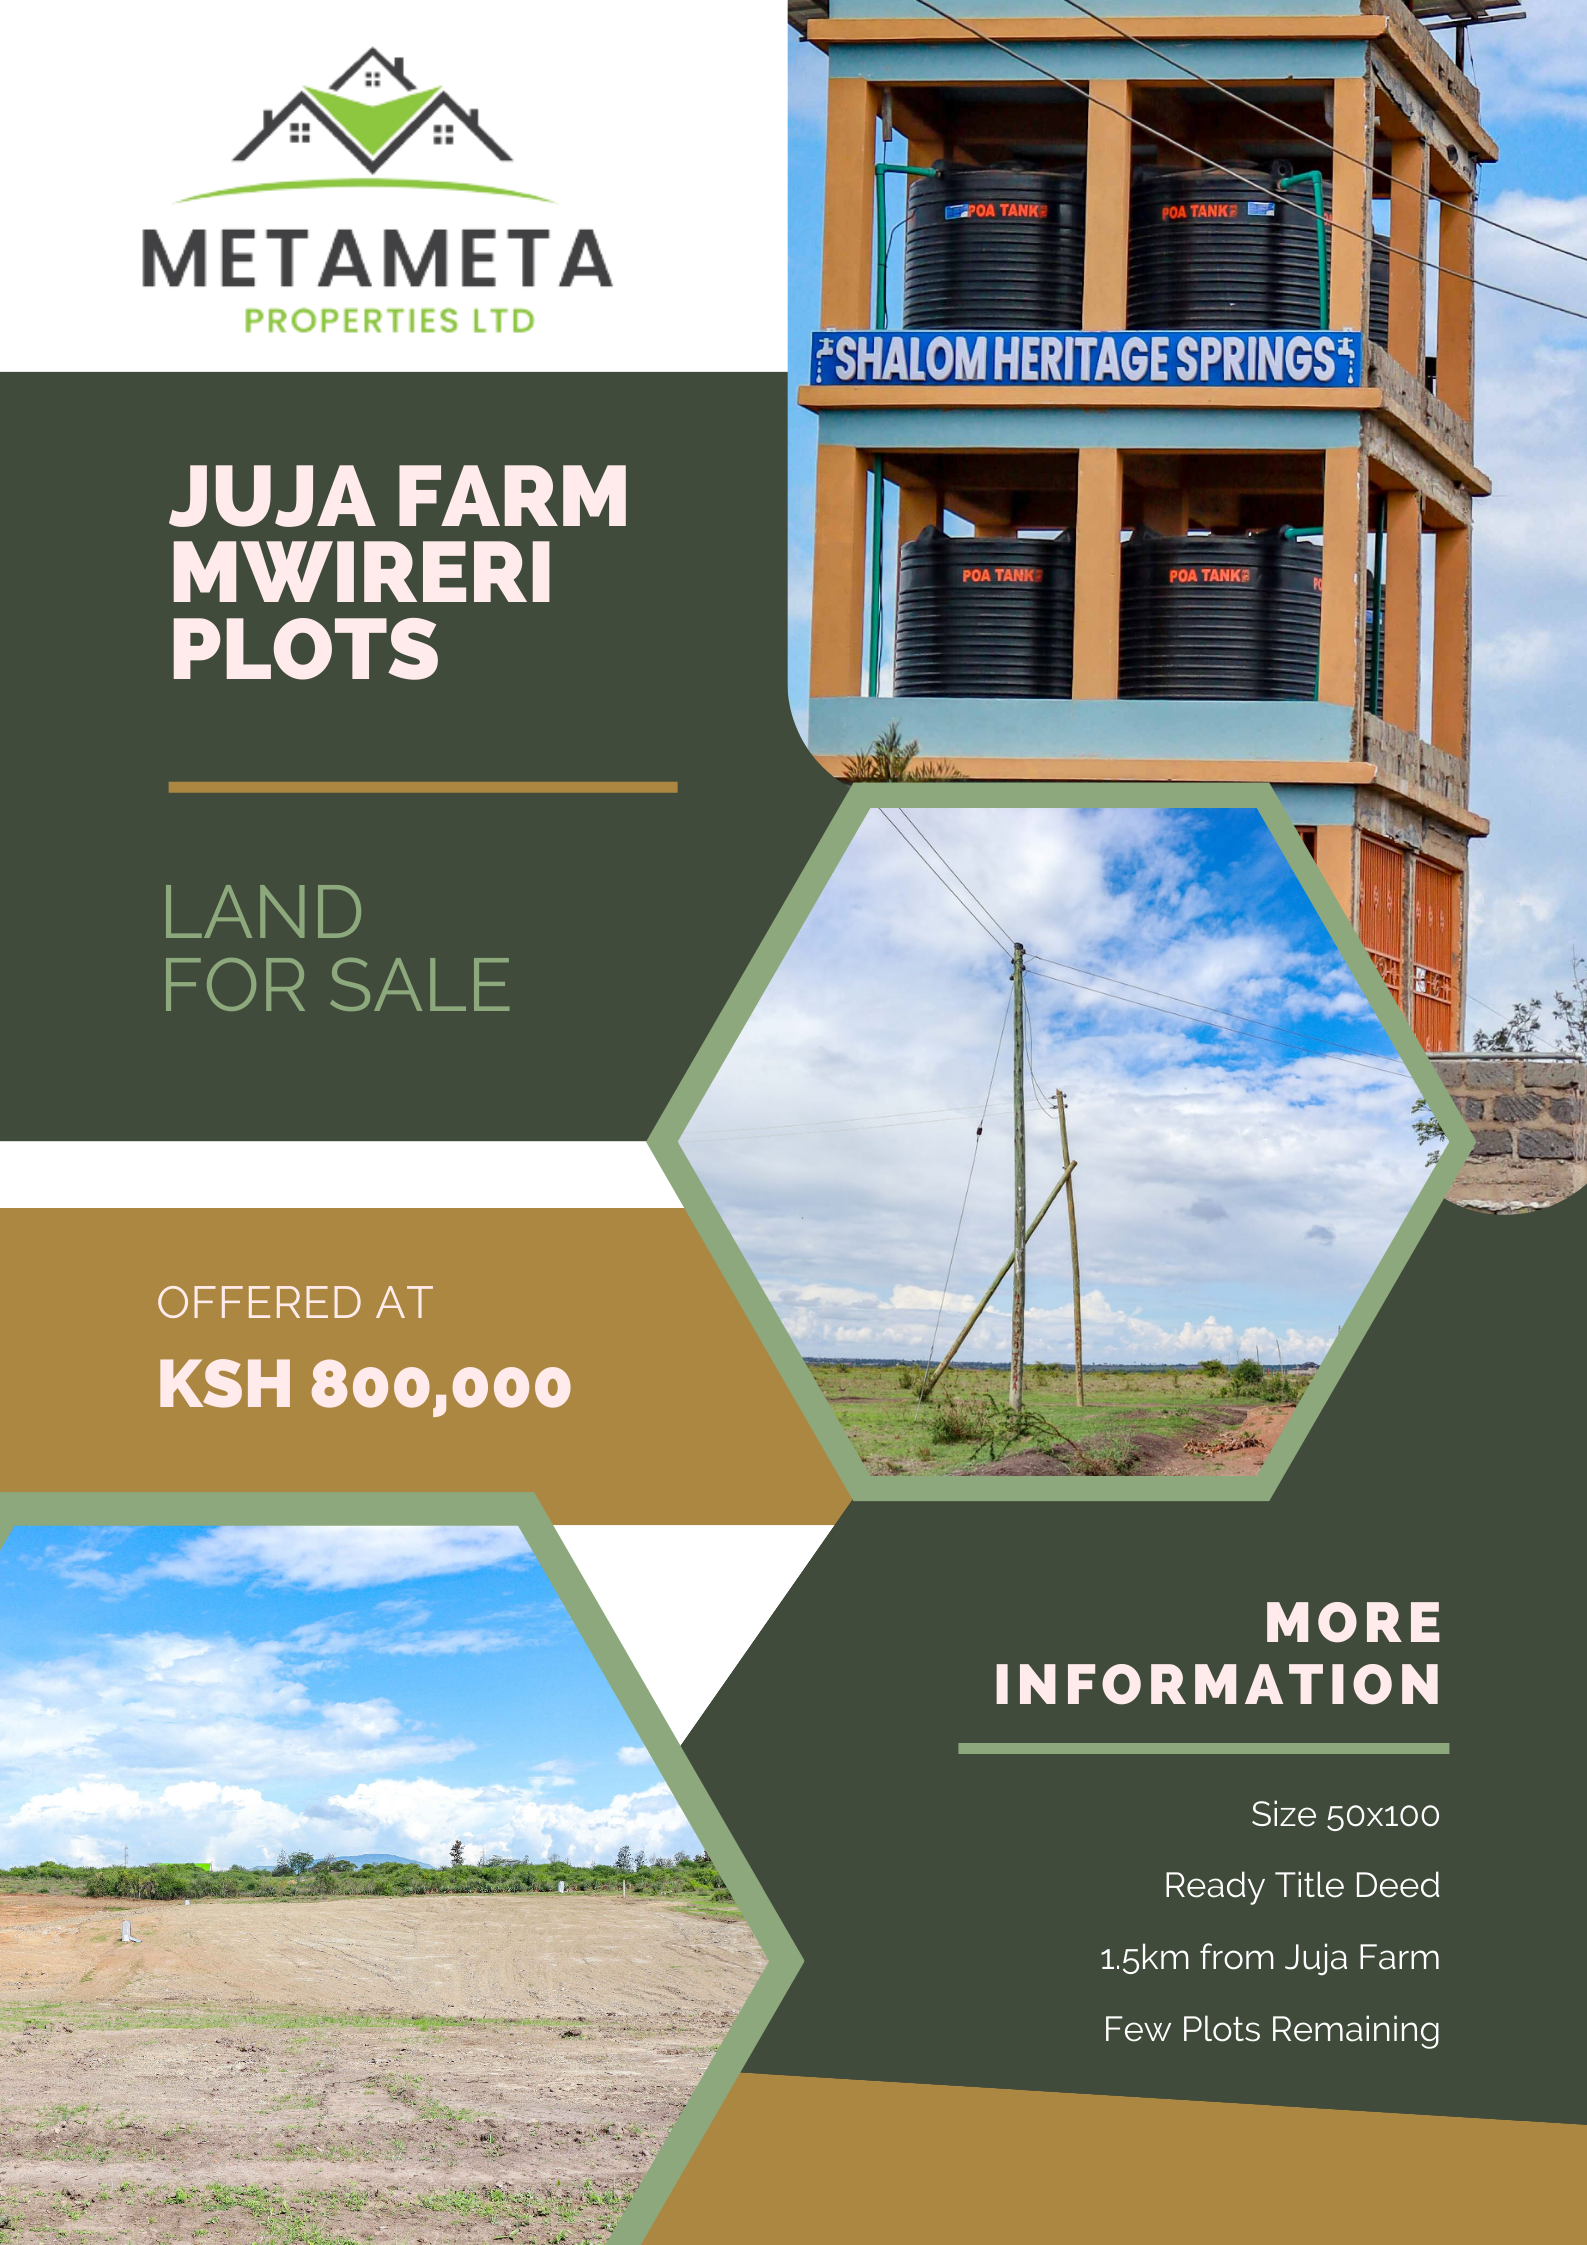 METAMETA
PROPERTIES LTD
POA TANK
POA TANK
SHALOM HERITAGE SPRINGS
POA TANK
POA TANK
JUJA FARM
MWIRERI
PLOTS
LAND
FOR SALE
OFFERED AT
KSH 800,000
MORE
INFORMATION
Size 50x100
Ready Title Deed
1.5km from Juja Farm
Few Plots Remaining